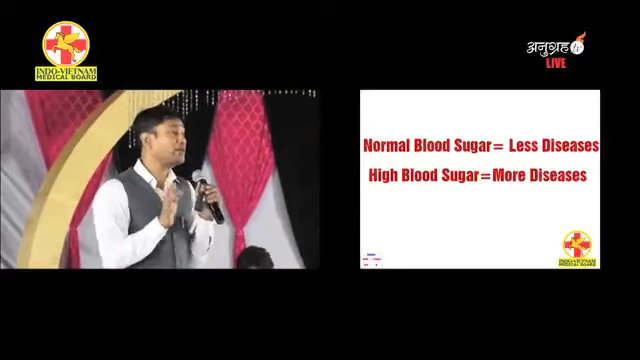 INDO-VIETNAM
MEDICAL BOARD
अनुग्रह
LIVE
Normal Blood Sugar= Less Diseases
High Blood Sugar=More Diseases
INDO-VIETNAM
MEDICAL BOARD